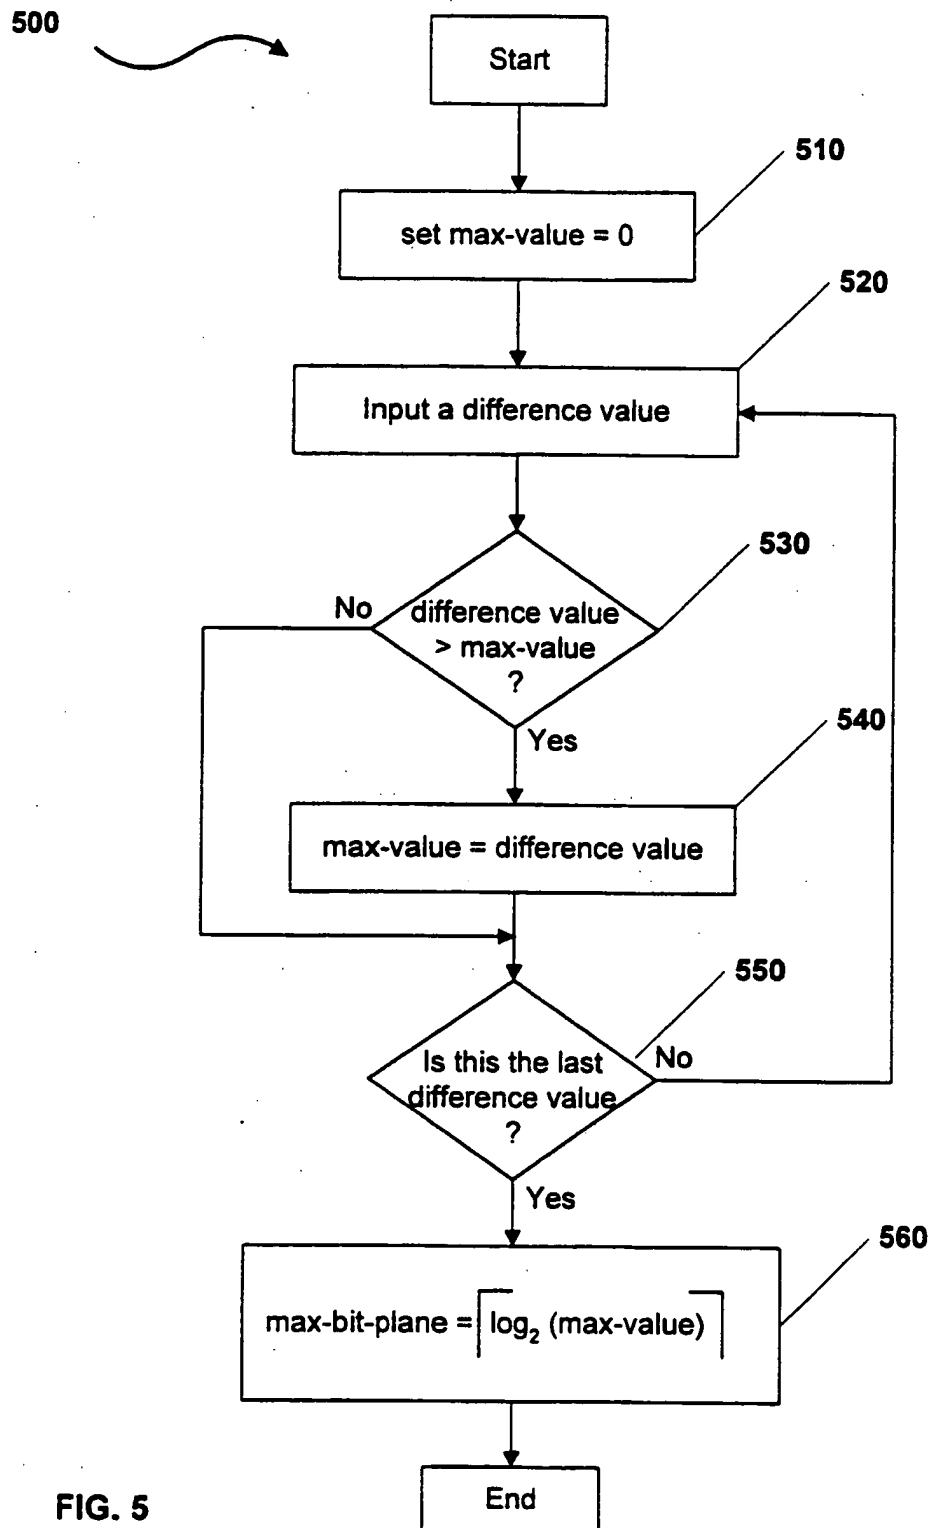 500
Start
510
set max-value = 0
520
Input a difference value
530
No
difference value
> max-value
?
Yes
540
max-value = difference value
550
Is this the last
difference value
?
No
Yes
560
max-bit-plane = ⌈log₂ (max-value)⌉
End
FIG. 5